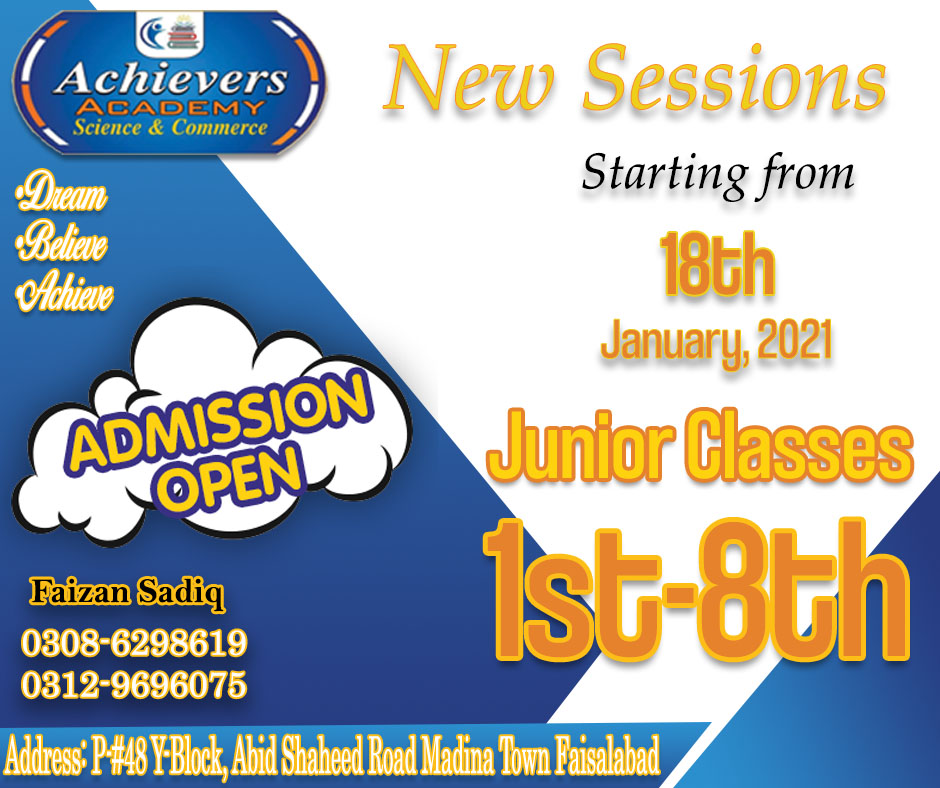 Achievers
ACADEMY
Science & Commerce
New Sessions
Starting from
18th
January, 2021
•Dream
•Believe
•Achieve
ADMISSION
OPEN
Junior Classes
1st-8th
Faizan Sadiq
0308-6298619
0312-9696075
Address: P-#48 Y-Block, Abid Shaheed Road Madina Town Faisalabad